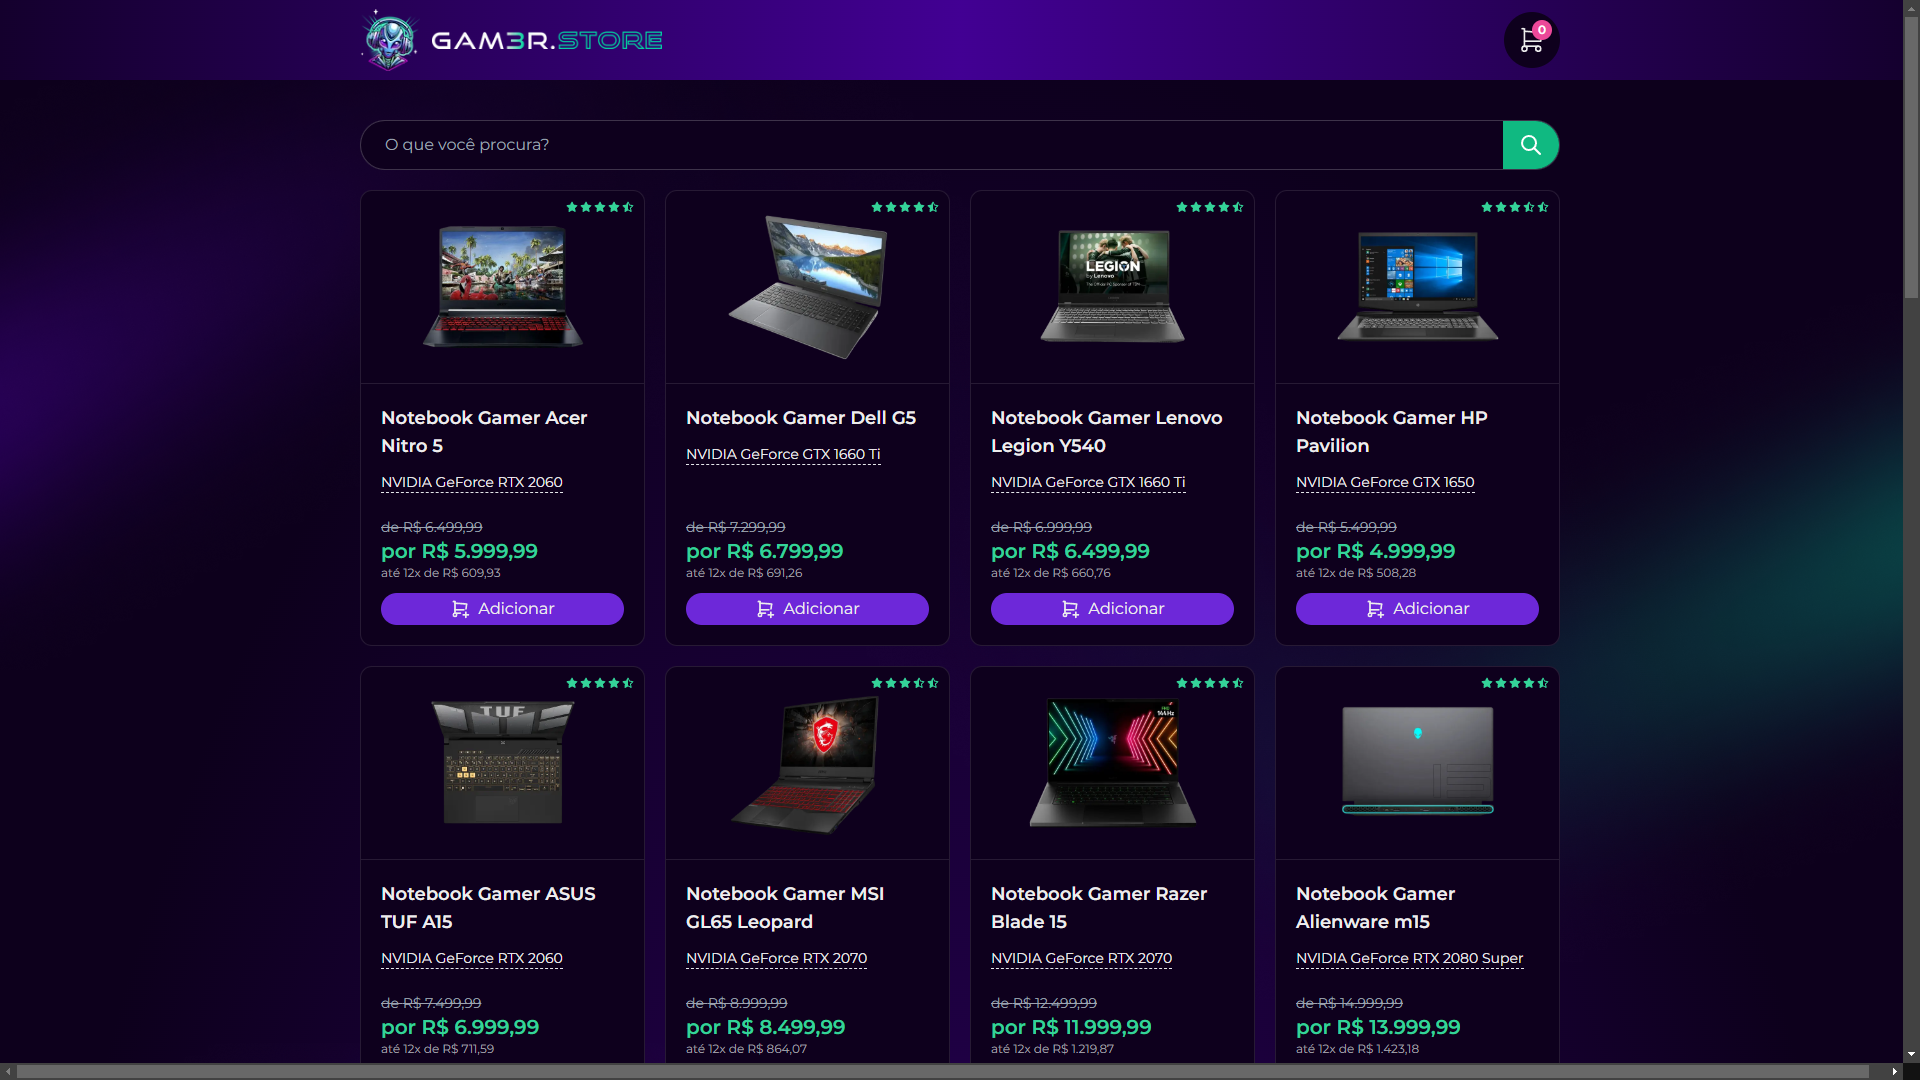 GAM3R.STORE
0
O que você procura?
LEGION
by Lenovo
TUF
144Hz
Notebook Gamer Acer
Nitro 5
NVIDIA GeForce RTX 2060
de R$ 6.499,99
por R$ 5.999,99
até 12x de R$ 609,93
Adicionar
Notebook Gamer Dell G5
NVIDIA GeForce GTX 1660 Ti
de R$ 7.299,99
por R$ 6.799,99
até 12x de R$ 691,26
Adicionar
Notebook Gamer Lenovo
Legion Y540
NVIDIA GeForce GTX 1660 Ti
de R$ 6.999,99
por R$ 6.499,99
até 12x de R$ 660,76
Adicionar
Notebook Gamer HP
Pavilion
NVIDIA GeForce GTX 1650
de R$ 5.499,99
por R$ 4.999,99
até 12x de R$ 508,28
Adicionar
Notebook Gamer ASUS
TUF A15
NVIDIA GeForce RTX 2060
de R$ 7.499,99
por R$ 6.999,99
até 12x de R$ 711,59
Notebook Gamer MSI
GL65 Leopard
NVIDIA GeForce RTX 2070
de R$ 8.999,99
por R$ 8.499,99
até 12x de R$ 864,07
Notebook Gamer Razer
Blade 15
NVIDIA GeForce RTX 2070
de R$ 12.499,99
por R$ 11.999,99
até 12x de R$ 1.219,87
Notebook Gamer
Alienware m15
NVIDIA GeForce RTX 2080 Super
de R$ 14.999,99
por R$ 13.999,99
até 12x de R$ 1.423,18